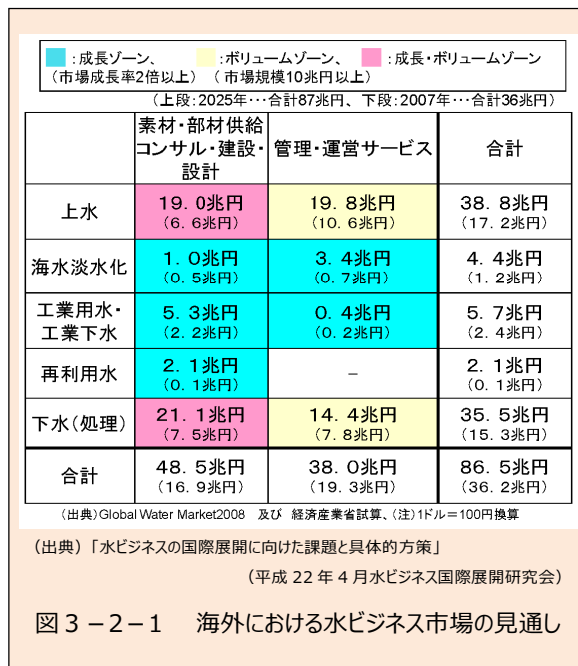 ：成長ゾーン、 ：ボリュームゾーン、 ：成長・ボリュームゾーン
（市場成長率2倍以上）（市場規模10兆円以上）
（上段：2025年･･･合計87兆円、下段：2007年･･･合計36兆円）
素材・部材供給
コンサル・建設・
設計
管理・運営サービス
合計
上水
19．0兆円
（6．6兆円）
19．8兆円
（10．6兆円）
38．8兆円
（17．2兆円）
海水淡水化
1．0兆円
（0．5兆円）
3．4兆円
（0．7兆円）
4．4兆円
（1．2兆円）
工業用水・
工業下水
5．3兆円
（2．2兆円）
0．4兆円
（0．2兆円）
5．7兆円
（2．4兆円）
再利用水
2．1兆円
（0．1兆円）
－
2．1兆円
（0．1兆円）
下水（処理）
21．1兆円
（7．5兆円）
14．4兆円
（7．8兆円）
35．5兆円
（15．3兆円）
合計
48．5兆円
（16．9兆円）
38．0兆円
（19．3兆円）
86．5兆円
（36．2兆円）
（出典）Global Water Market2008 及び 経済産業省試算、（注）1ドル＝100円換算
（出典）「水ビジネスの国際展開に向けた課題と具体的方策」
（平成22年4月水ビジネス国際展開研究会）
図３－２－１ 海外における水ビジネス市場の見通し